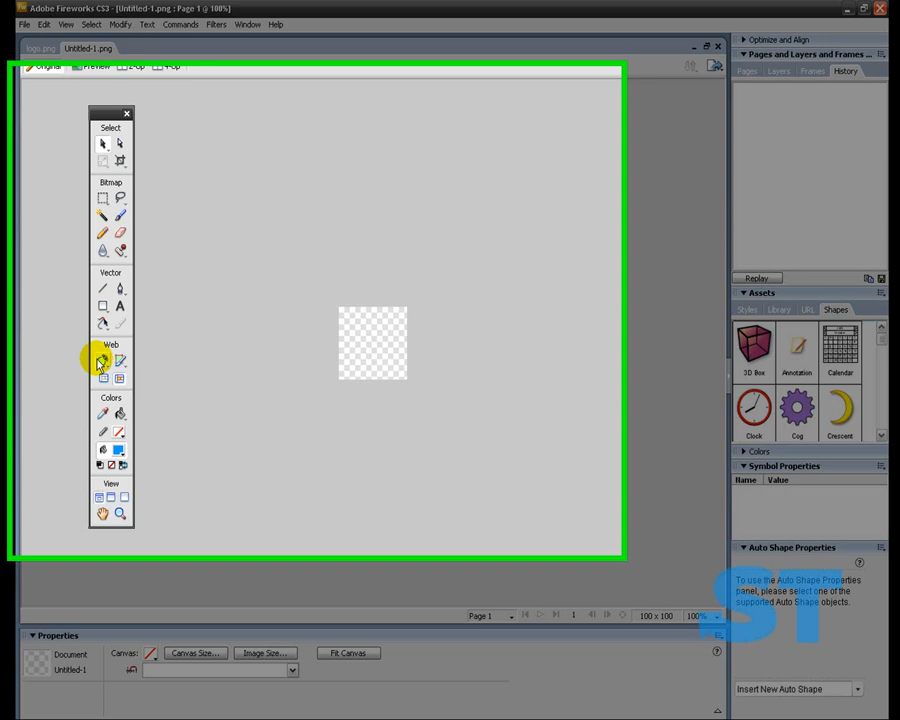 Adobe Fireworks CS3 - [Untitled-1.png : Page 1 @ 100%]
File Edit View Select Modify Text Commands Filters Window Help
logo.png Untitled-1.png
Original Preview 2-Up 4-Up
Optimize and Align
Pages and Layers and Frames ...
Pages Layers Frames History
Select
Bitmap
Vector
Web
Colors
View
Replay
Assets
Styles Library URL Shapes
3D Box Annotation Calendar
Clock Cog Crescent
Colors
Symbol Properties
Name Value
Auto Shape Properties
To use the Auto Shape Properties
panel, please select one of the
supported Auto Shape objects.
ST
Page 1 1 100 x 100 100%
Properties
Document Canvas: Canvas Size... Image Size... Fit Canvas
Untitled-1
Insert New Auto Shape